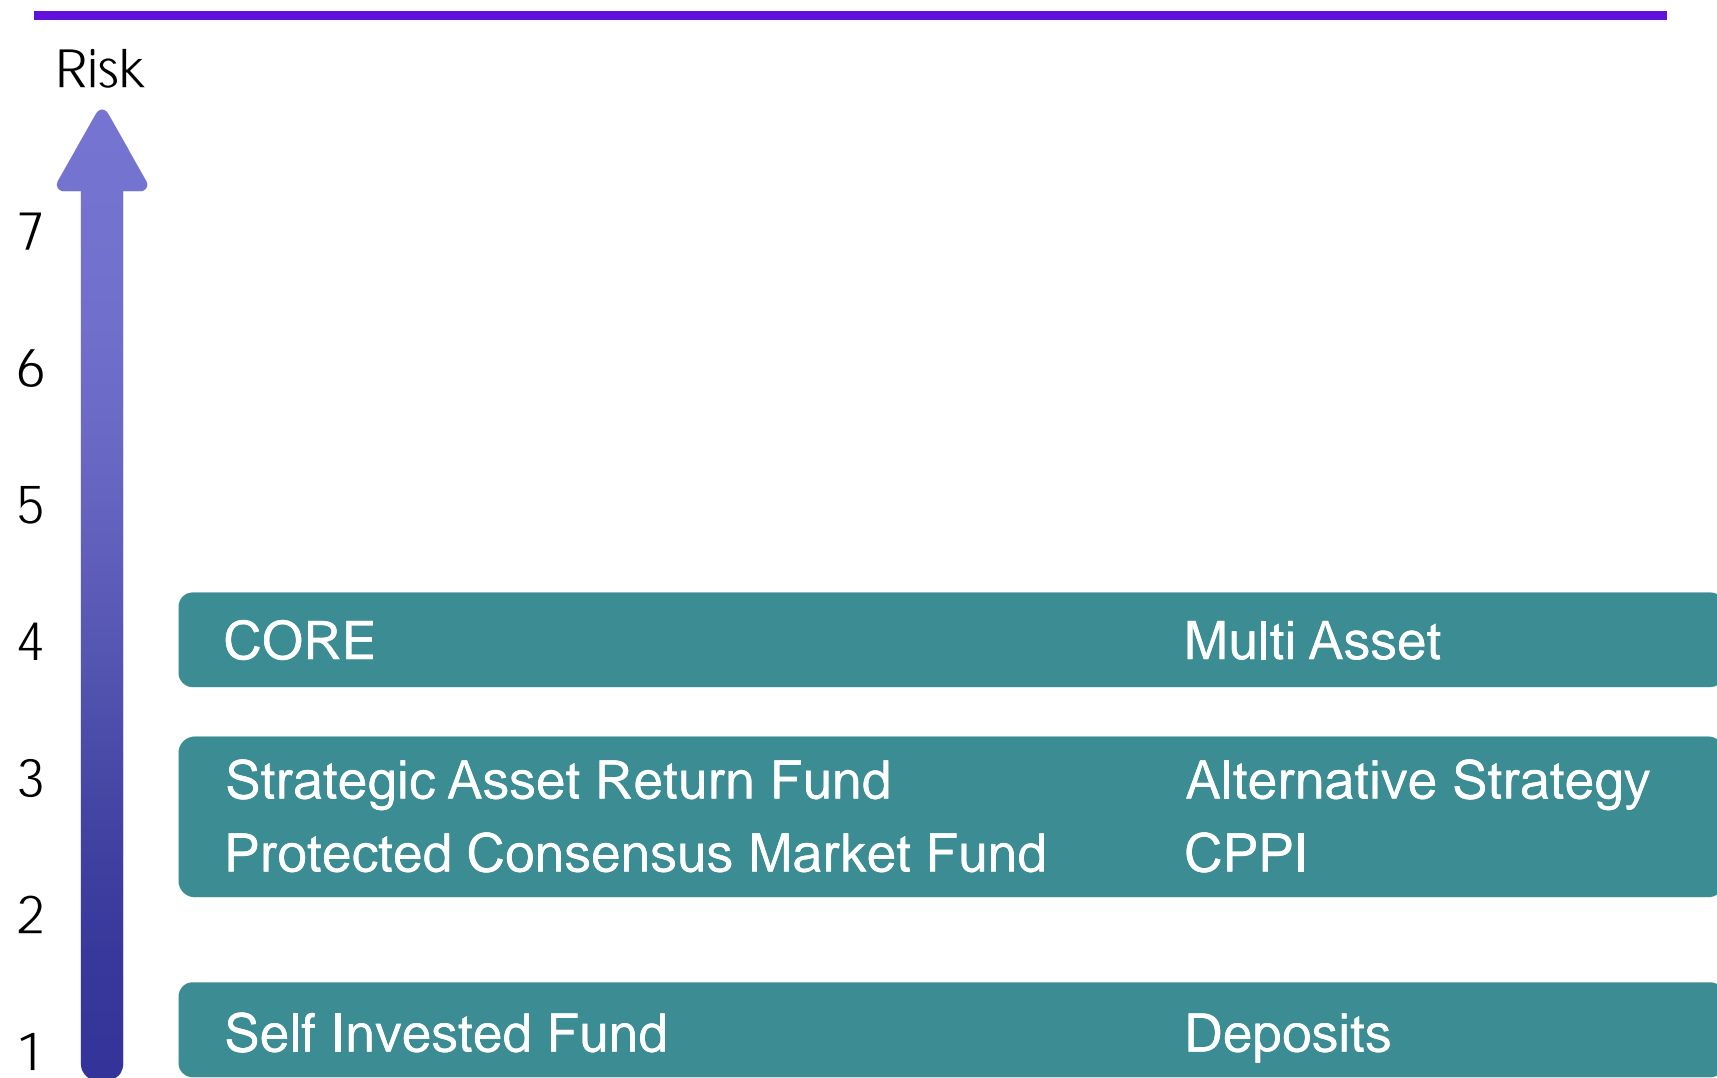 Risk
7
6
5
4 CORE Multi Asset
3 Strategic Asset Return Fund Alternative Strategy
Protected Consensus Market Fund CPPI
2
1 Self Invested Fund Deposits